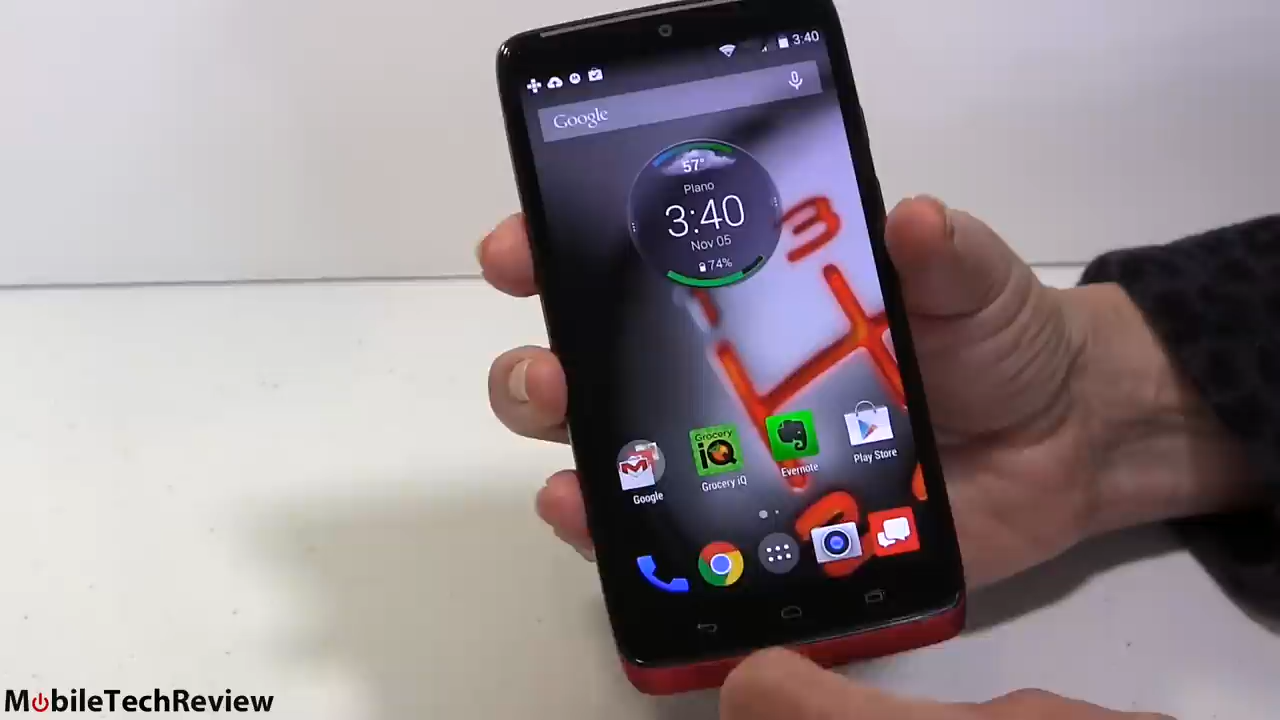 3:40
Google
57°
Plano
3:40
Nov 05
74%
3
Grocery iQ
Google
Grocery iQ
Evernote
Play Store
MobileTechReview